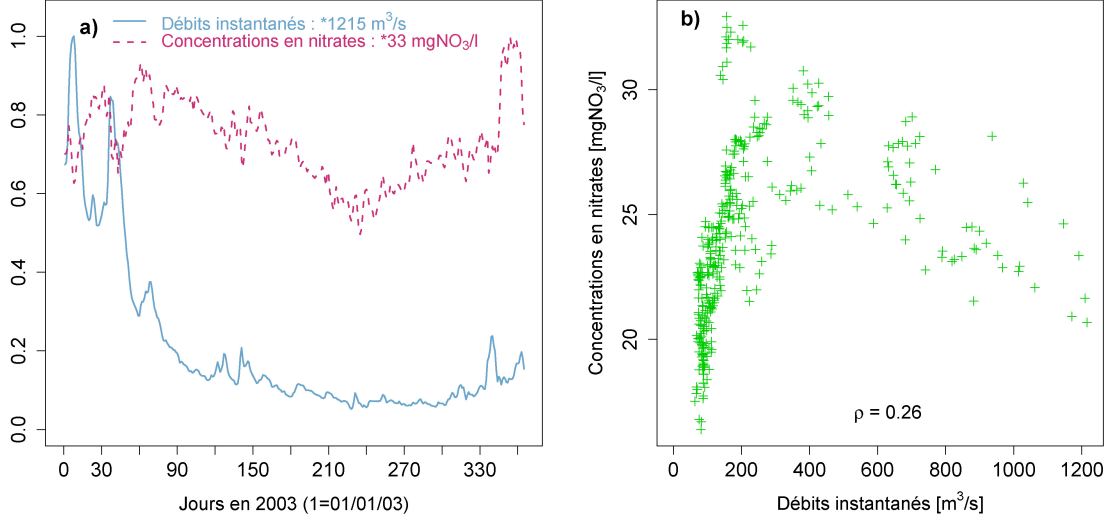 a)
Débits instantanés : *1215 m³/s
Concentrations en nitrates : *33 mgNO₃/l
1.0
0.8
0.6
0.4
0.2
0.0
0 30 90 150 210 270 330
Jours en 2003 (1=01/01/03)
b)
Concentrations en nitrates [mgNO₃/l]
30
25
20
ρ = 0.26
0 200 400 600 800 1000 1200
Débits instantanés [m³/s]